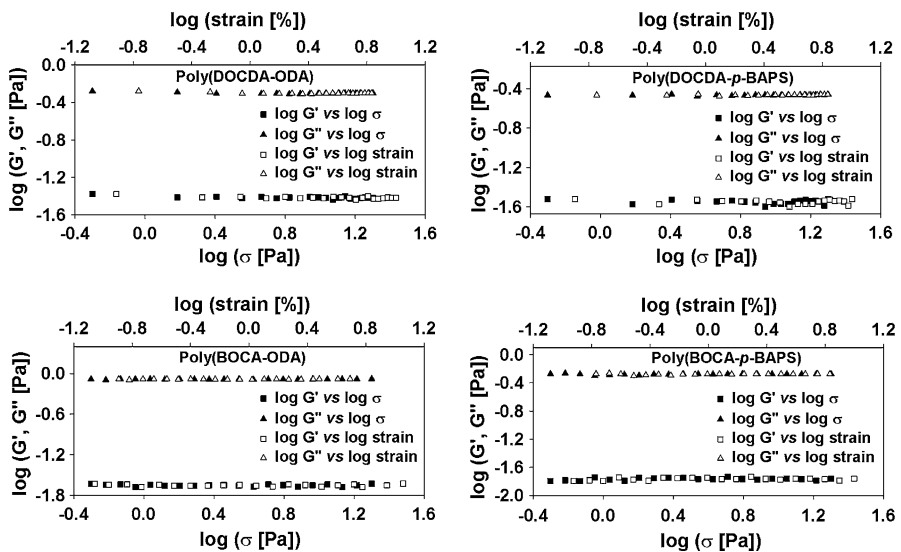 log (strain [%])
-1.2 -0.8 -0.4 0.0 0.4 0.8 1.2
Poly(DOCDA-ODA)
log (G', G'' [Pa])
0.0
-0.4
-0.8
-1.2
-1.6
log G' vs log σ
log G'' vs log σ
log G' vs log strain
log G'' vs log strain
-0.4 0.0 0.4 0.8 1.2 1.6
log (σ [Pa])
log (strain [%])
-1.2 -0.8 -0.4 0.0 0.4 0.8 1.2
Poly(DOCDA-p-BAPS)
log (G', G'' [Pa])
-0.4
-0.8
-1.2
-1.6
log G' vs log σ
log G'' vs log σ
log G' vs log strain
log G'' vs log strain
-0.4 0.0 0.4 0.8 1.2 1.6
log (σ [Pa])
log (strain [%])
-1.2 -0.8 -0.4 0.0 0.4 0.8 1.2
Poly(BOCA-ODA)
log (G', G'' [Pa])
0.0
-0.6
-1.2
-1.8
log G' vs log σ
log G'' vs log σ
log G' vs log strain
log G'' vs log strain
-0.4 0.0 0.4 0.8 1.2 1.6
log (σ [Pa])
log (strain [%])
-1.2 -0.8 -0.4 0.0 0.4 0.8 1.2
Poly(BOCA-p-BAPS)
log (G', G'' [Pa])
0.0
-0.4
-0.8
-1.2
-1.6
-2.0
log G' vs log σ
log G'' vs log σ
log G' vs log strain
log G'' vs log strain
-0.4 0.0 0.4 0.8 1.2 1.6
log (σ [Pa])